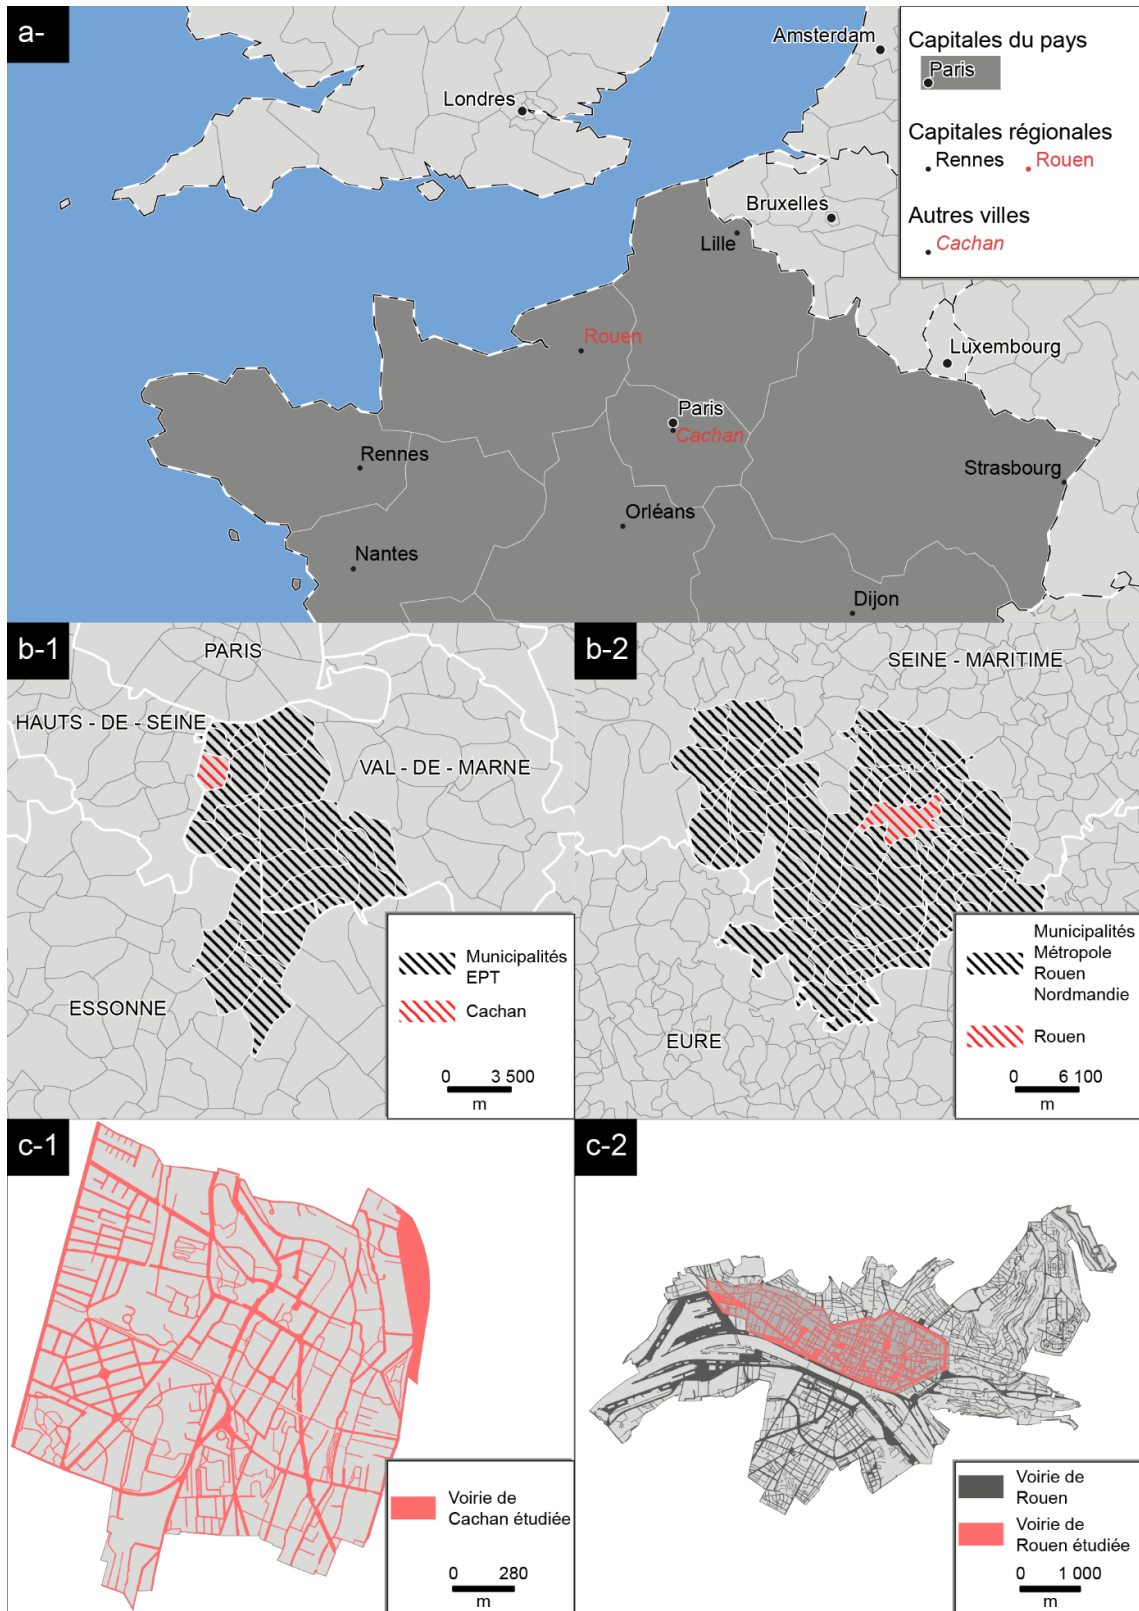 a-
Amsterdam
Londres
Bruxelles
Lille
Rouen
Luxembourg
Paris
Cachan
Rennes
Strasbourg
Orléans
Nantes
Dijon
Capitales du pays
Paris
Capitales régionales
Rennes Rouen
Autres villes
Cachan
b-1
PARIS
HAUTS - DE - SEINE
VAL - DE - MARNE
ESSONNE
Municipalités
EPT
Cachan
0 3 500
m
b-2
SEINE - MARITIME
EURE
Municipalités
Métropole
Rouen
Nordmandie
Rouen
0 6 100
m
c-1
Voirie de
Cachan étudiée
0 280
m
c-2
Voirie de
Rouen
Voirie de
Rouen étudiée
0 1 000
m